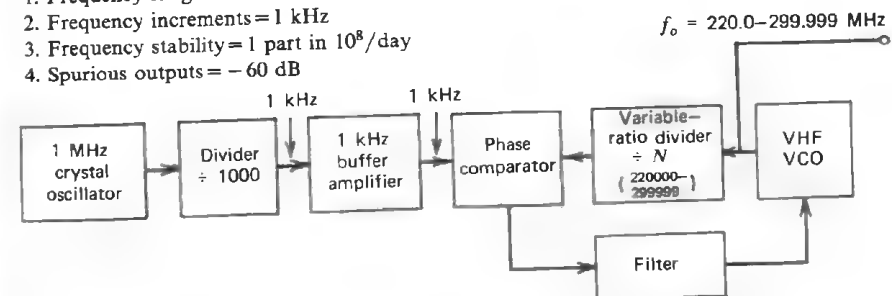 2. Frequency increments = 1 kHz
3. Frequency stability = 1 part in 10⁸/day
4. Spurious outputs = − 60 dB
fₒ = 220.0–299.999 MHz
1 kHz
1 kHz
1 MHz
crystal
oscillator
Divider
÷ 1000
1 kHz
buffer
amplifier
Phase
comparator
Variable–
ratio divider
÷ N
( 220000–
299999 )
VHF
VCO
Filter